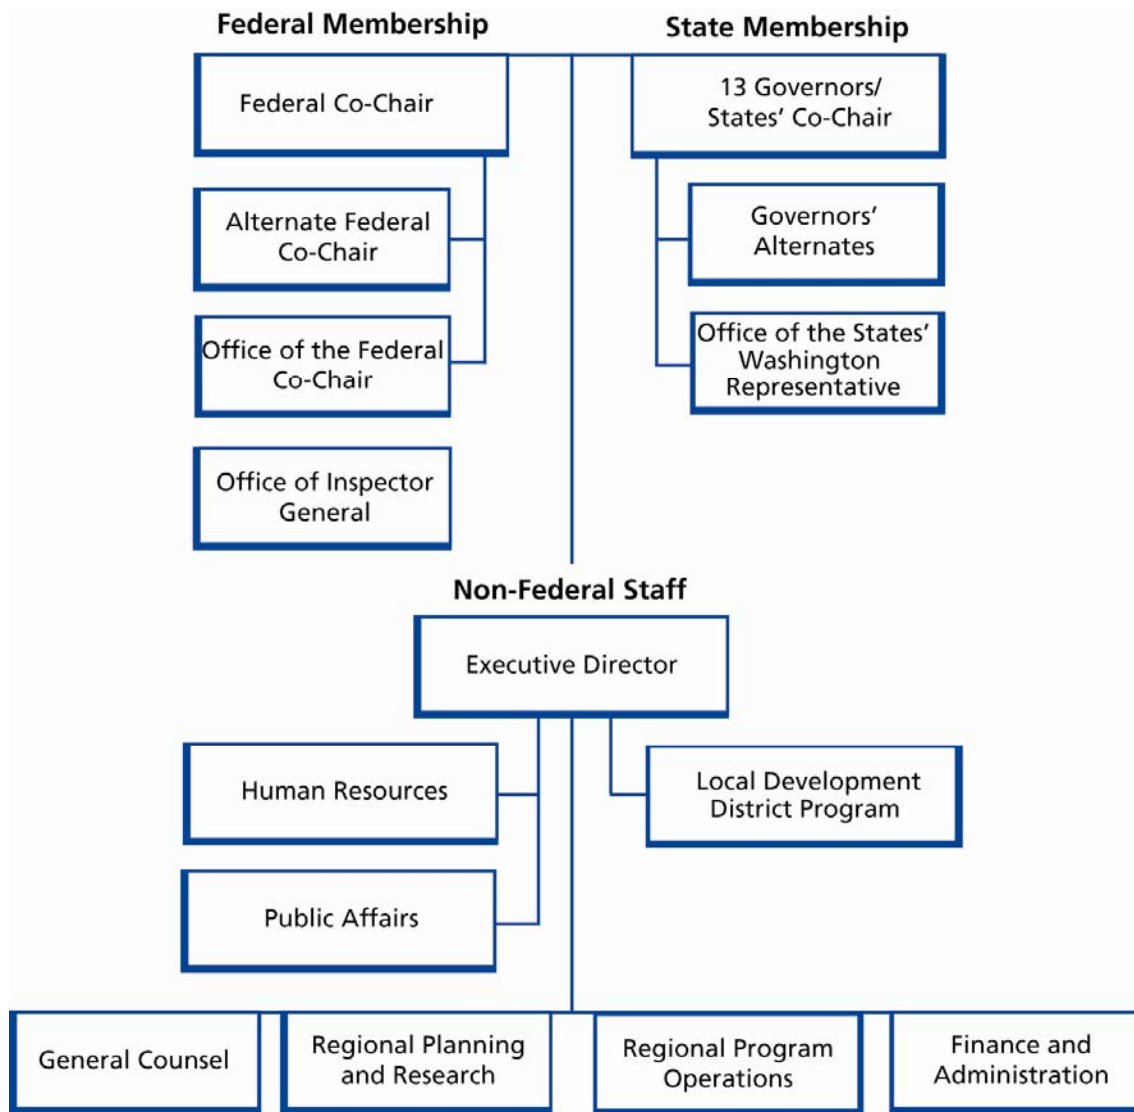 Federal Membership
State Membership
Federal Co-Chair
13 Governors/
States’ Co-Chair
Alternate Federal
Co-Chair
Governors’
Alternates
Office of the Federal
Co-Chair
Office of the States’
Washington
Representative
Office of Inspector
General
Non-Federal Staff
Executive Director
Human Resources
Local Development
District Program
Public Affairs
General Counsel
Regional Planning
and Research
Regional Program
Operations
Finance and
Administration